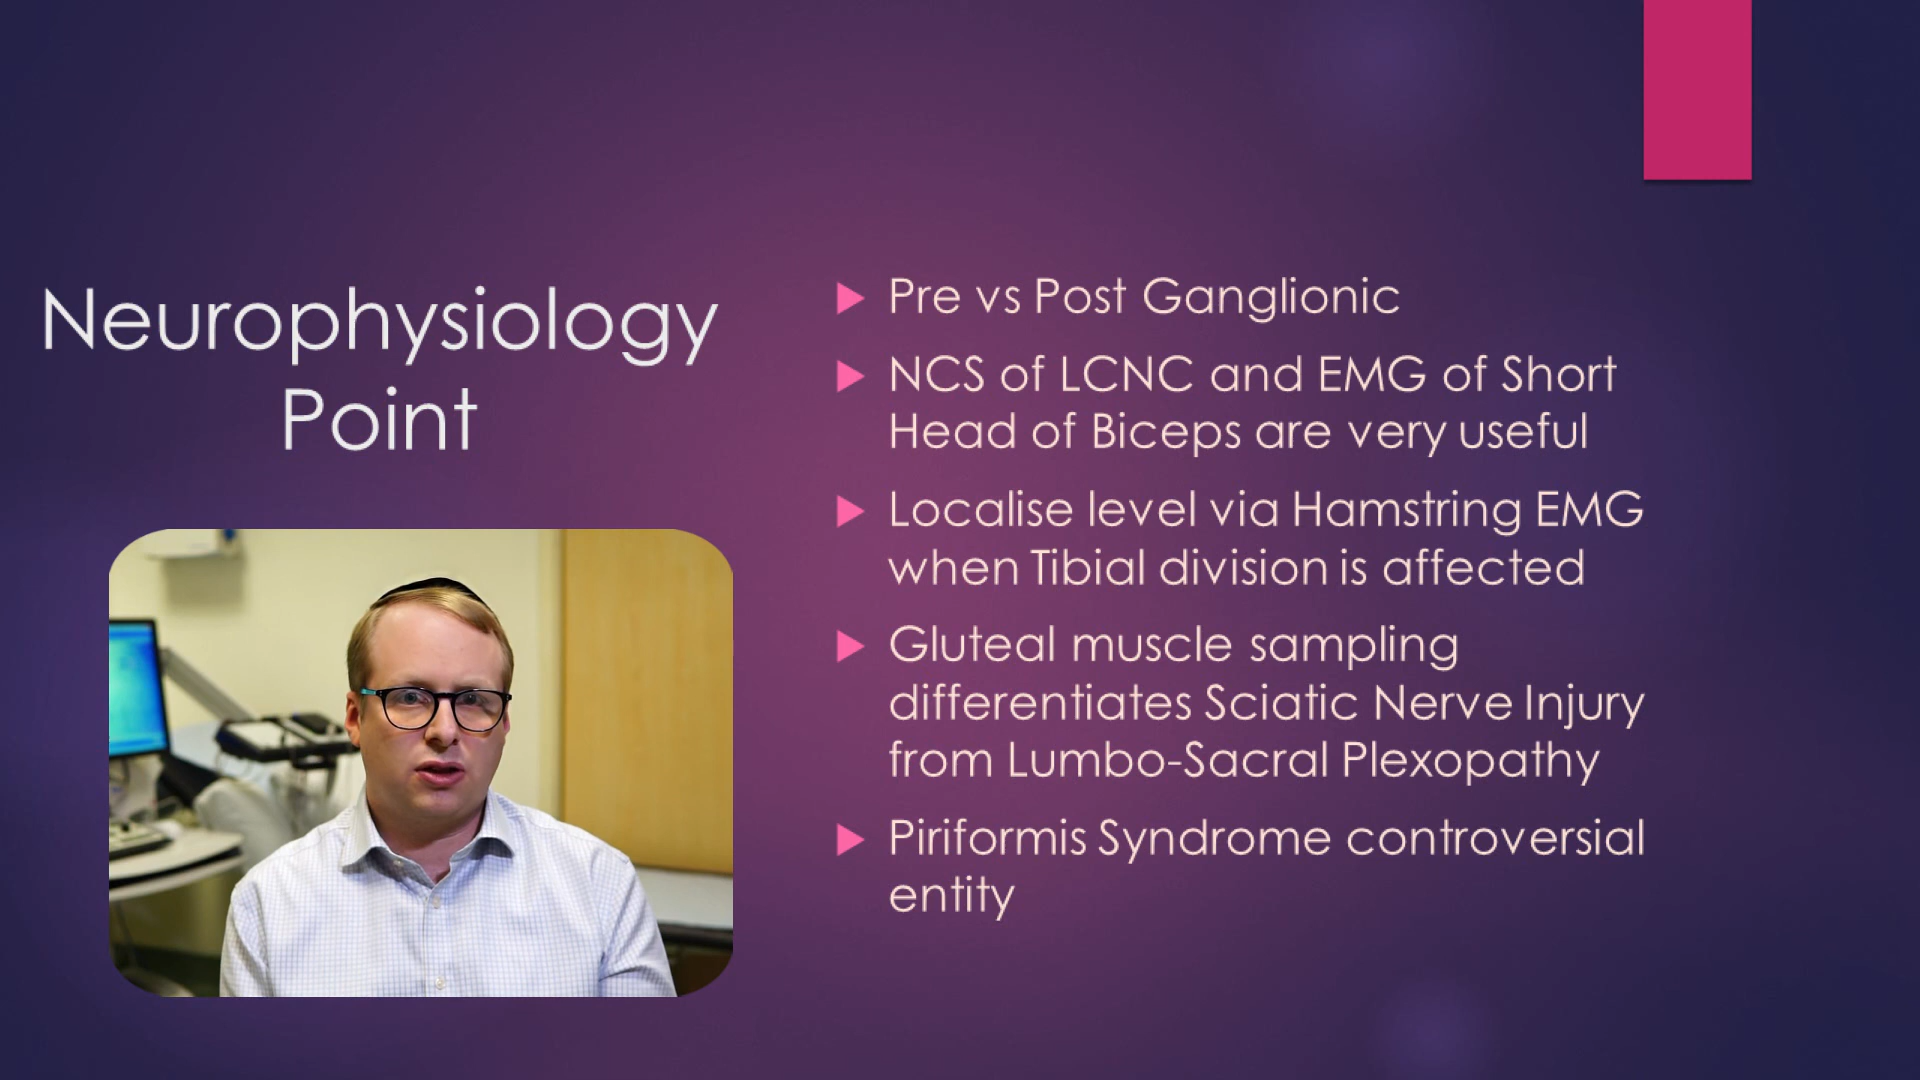 Neurophysiology
Point
Pre vs Post Ganglionic
NCS of LCNC and EMG of Short
Head of Biceps are very useful
Localise level via Hamstring EMG
when Tibial division is affected
Gluteal muscle sampling
differentiates Sciatic Nerve Injury
from Lumbo-Sacral Plexopathy
Piriformis Syndrome controversial
entity